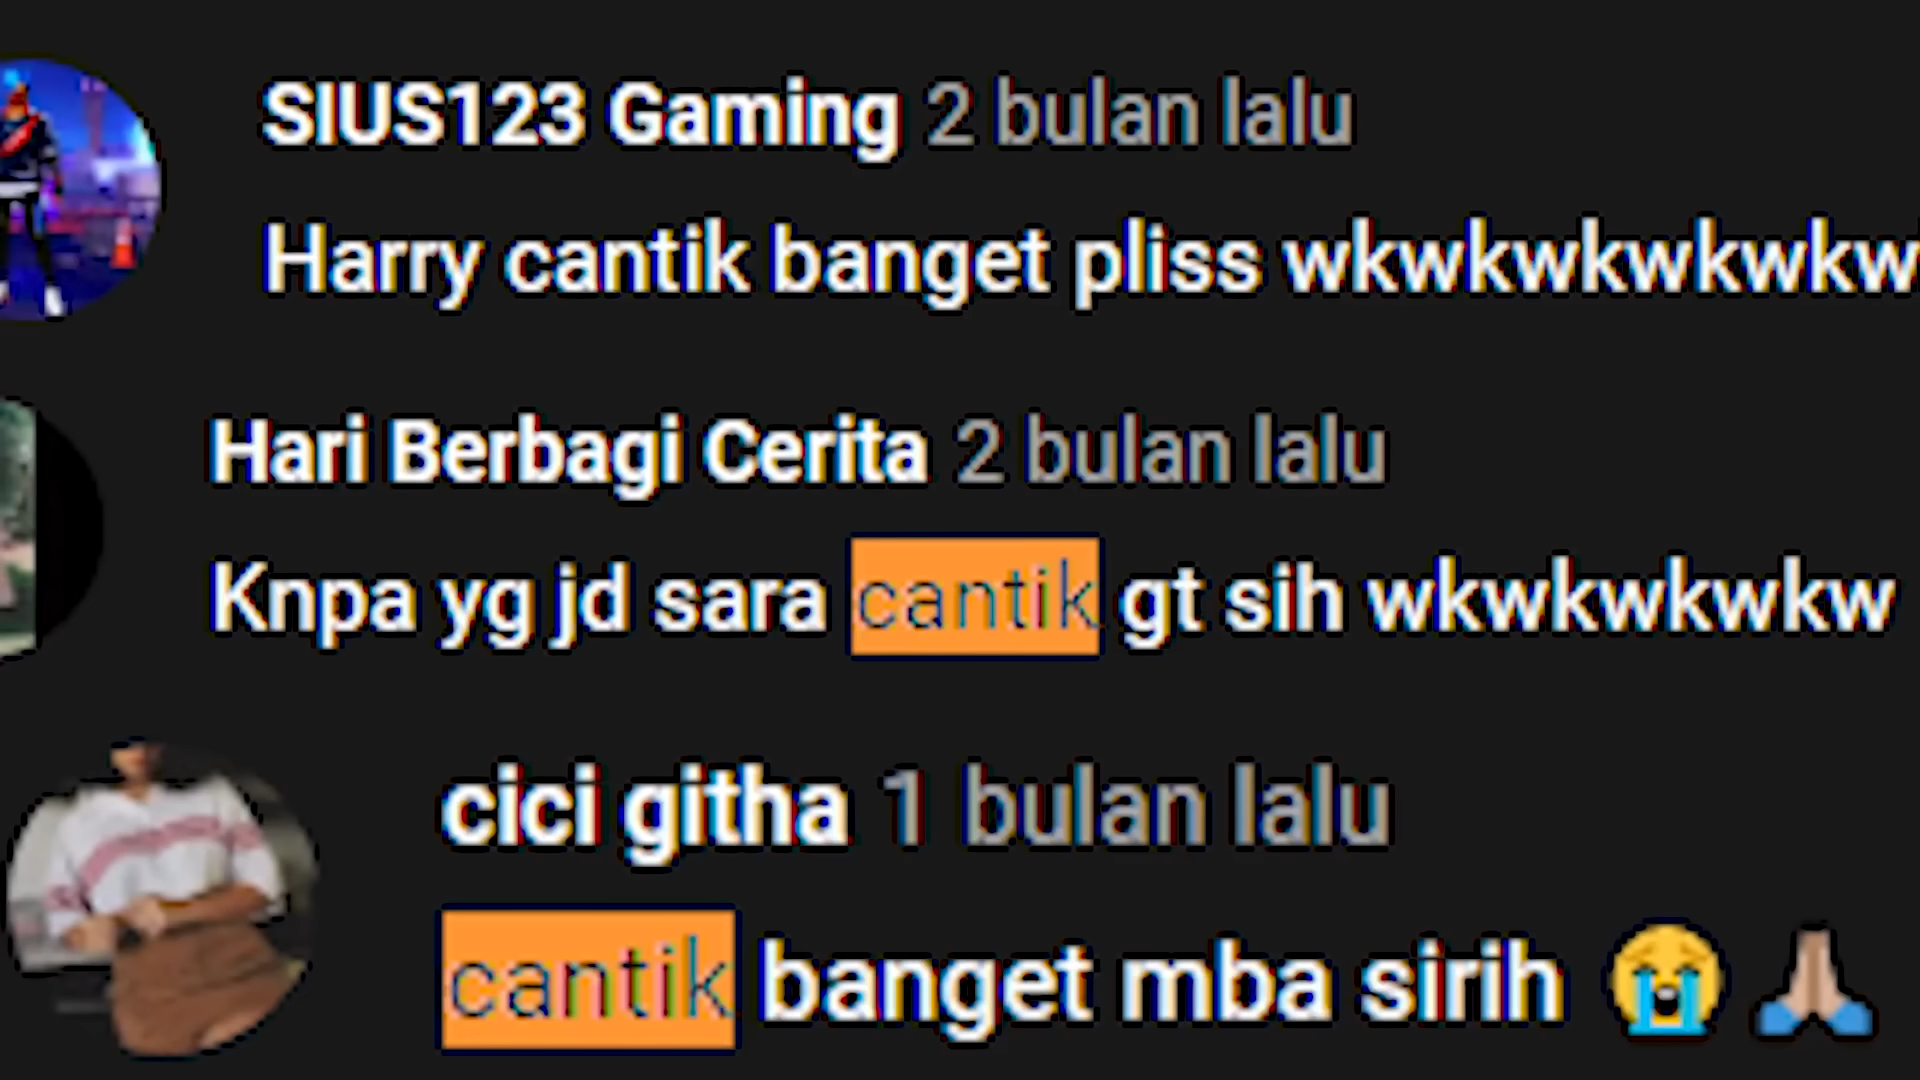 SIUS123 Gaming 2 bulan lalu
Harry cantik banget pliss wkwkwkwkwkw
Hari Berbagi Cerita 2 bulan lalu
Knpa yg jd sara cantik gt sih wkwkwkwkw
cici githa 1 bulan lalu
cantik banget mba sirih 😭🙏🏽